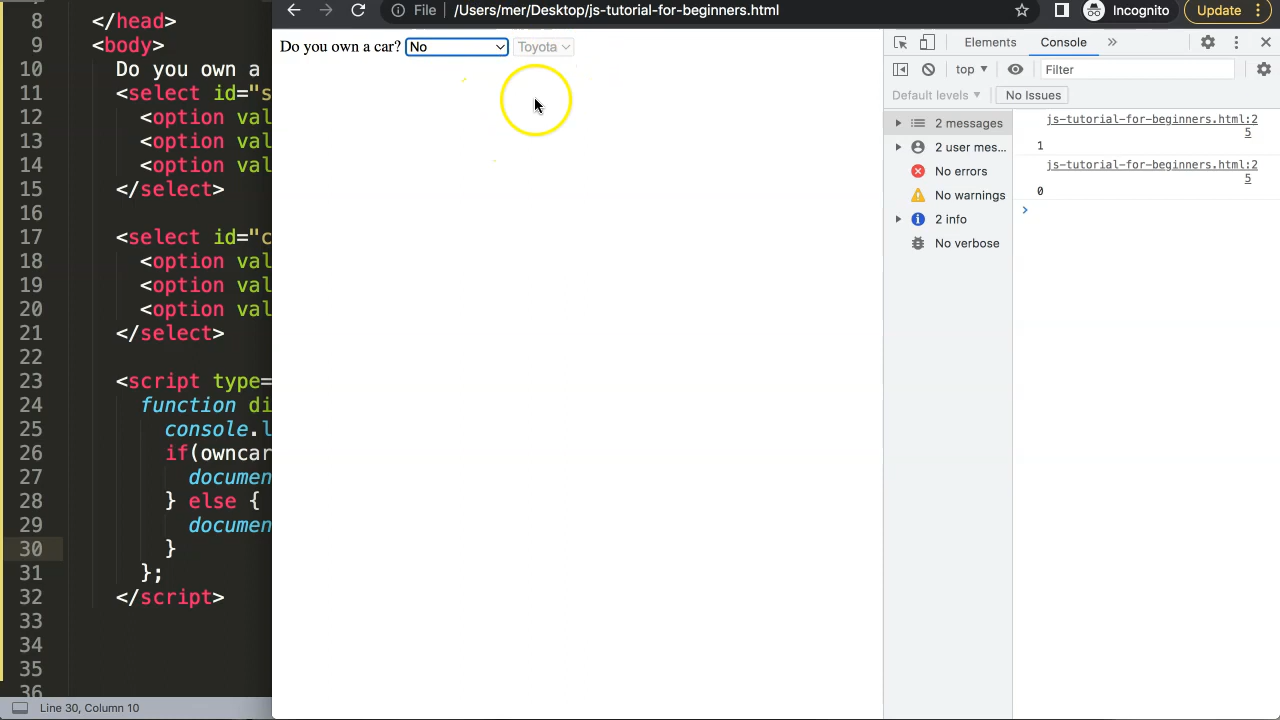 File
/Users/mer/Desktop/js-tutorial-for-beginners.html
Incognito
Update
8 </head>
9 <body>
10 Do you own a
11 <select id="s
12 <option val
13 <option val
14 <option val
15 </select>
16
17 <select id="c
18 <option val
19 <option val
20 <option val
21 </select>
22
23 <script type=
24 function di
25 console.l
26 if(owncar
27 documen
28 } else {
29 documen
30 }
31 };
32 </script>
33
34
35
36
Line 30, Column 10
Do you own a car? No Toyota
Elements Console
top Filter
Default levels No Issues
2 messages
2 user mes...
No errors
No warnings
2 info
No verbose
js-tutorial-for-beginners.html:2
5
1
js-tutorial-for-beginners.html:2
5
0